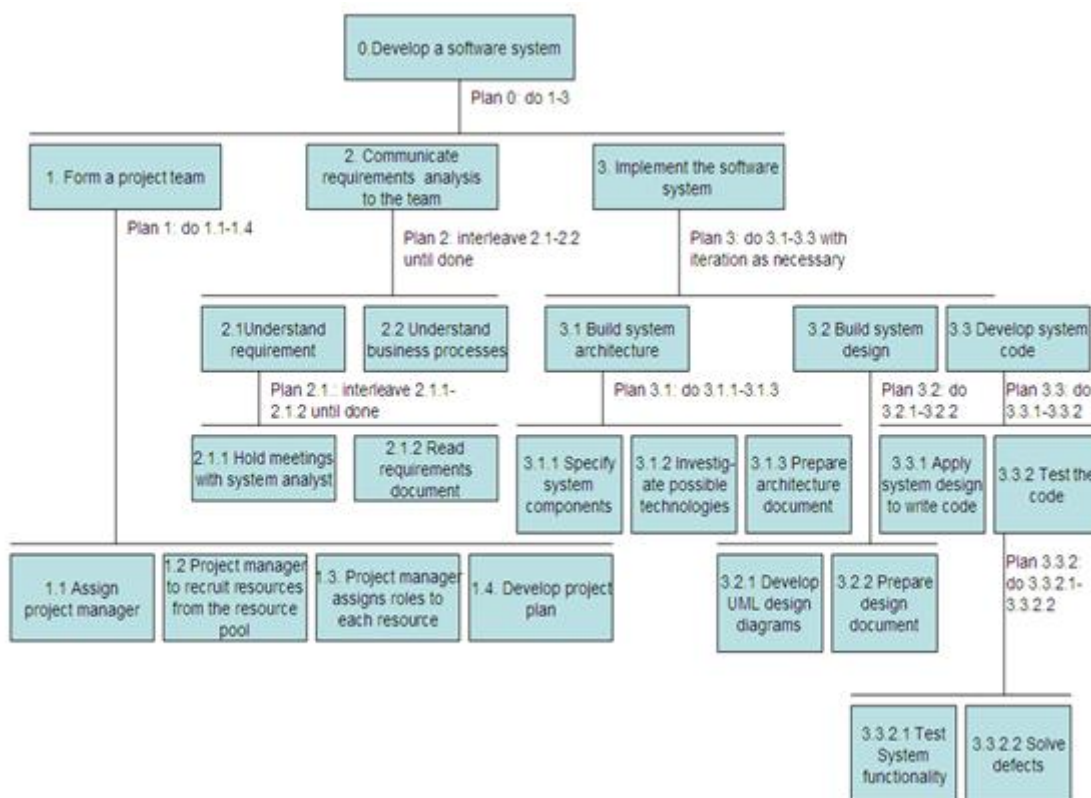 0.Develop a software system
Plan 0: do 1-3
1. Form a project team
2. Communicate
requirements analysis
to the team
3. Implement the software
system
Plan 1: do 1.1-1.4
Plan 2: interleave 2.1-2.2
until done
Plan 3: do 3.1-3.3 with
iteration as necessary
2.1Understand
requirement
2.2 Understand
business processes
3.1 Build system
architecture
3.2 Build system
design
3.3 Develop system
code
Plan 2.1.: interleave 2.1.1-
2.1.2 until done
Plan 3.1: do 3.1.1-3.1.3
Plan 3.2: do
3.2.1-3.2.2
Plan 3.3: do
3.3.1-3.3.2
2.1.1 Hold meetings
with system analyst
2.1.2 Read
requirements
document
3.1.1 Specify
system
components
3.1.2 Investig-
ate possible
technologies
3.1.3 Prepare
architecture
document
3.3.1 Apply
system design
to write code
3.3.2 Test the
code
1.1 Assign
project manager
1.2 Project manager
to recruit resources
from the resource
pool
1.3. Project manager
assigns roles to
each resource
1.4. Develop project
plan
3.2.1 Develop
UML design
diagrams
3.2.2 Prepare
design
document
Plan 3.3.2:
do 3.3.2.1-
3.3.2.2
3.3.2.1 Test
System
functionality
3.3.2.2 Solve
defects